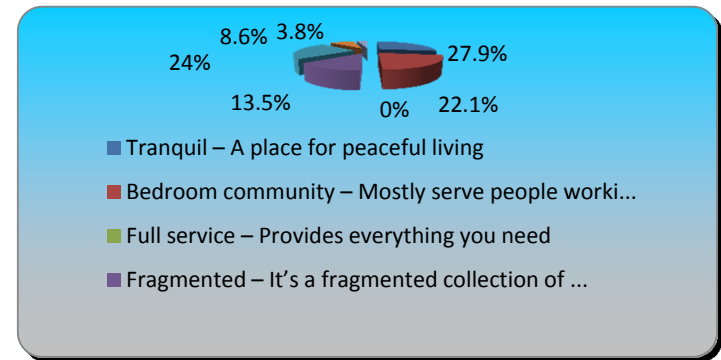 8.6% 3.8%
24% 27.9%
13.5% 0% 22.1%
Tranquil – A place for peaceful living
Bedroom community – Mostly serve people worki...
Full service – Provides everything you need
Fragmented – It's a fragmented collection of ...